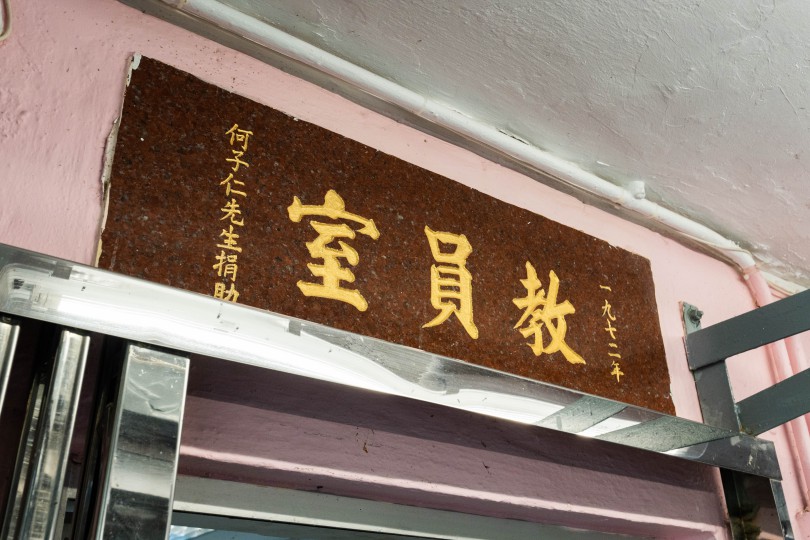 一九七二年
教員室
何子仁先生捐助